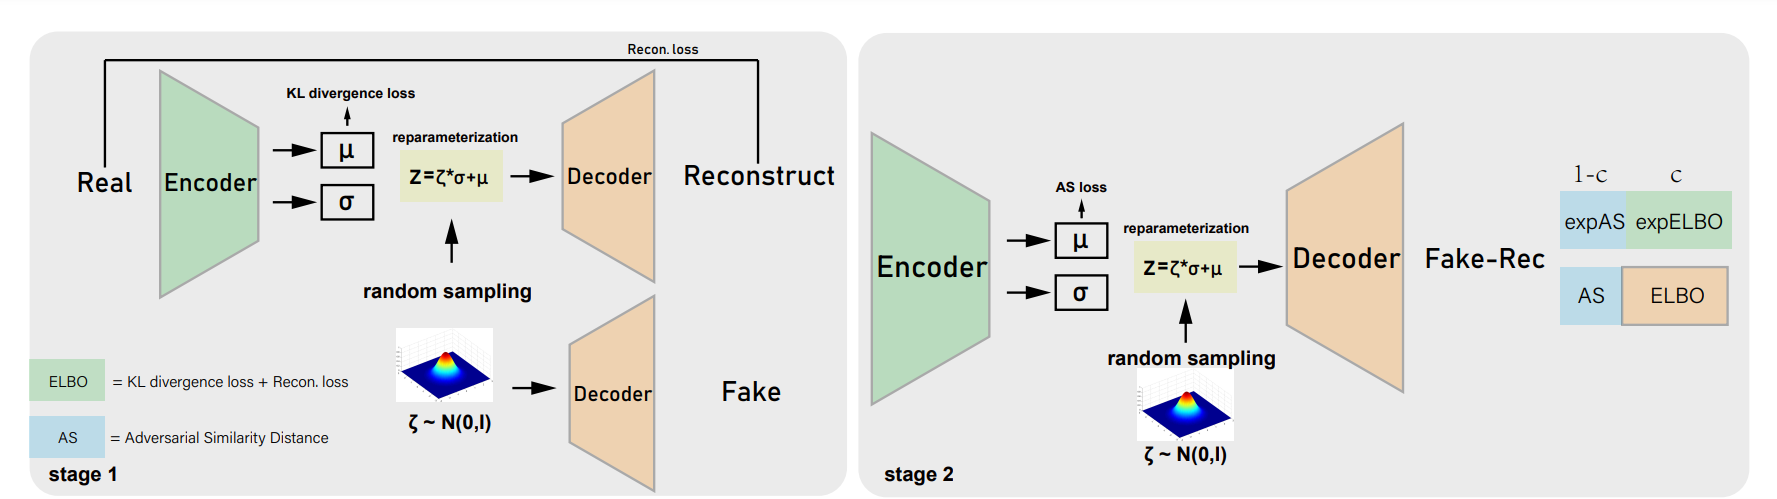 Recon. loss
KL divergence loss
μ
σ
reparameterization
Z=ζ*σ+μ
Real
Encoder
Decoder
Reconstruct
random sampling
ζ ~ N(0,I)
Decoder
Fake
ELBO = KL divergence loss + Recon. loss
AS = Adversarial Similarity Distance
stage 1
Encoder
AS loss
μ
σ
reparameterization
Z=ζ*σ+μ
random sampling
ζ ~ N(0,I)
Decoder
Fake-Rec
1-c c
expAS expELBO
AS ELBO
stage 2